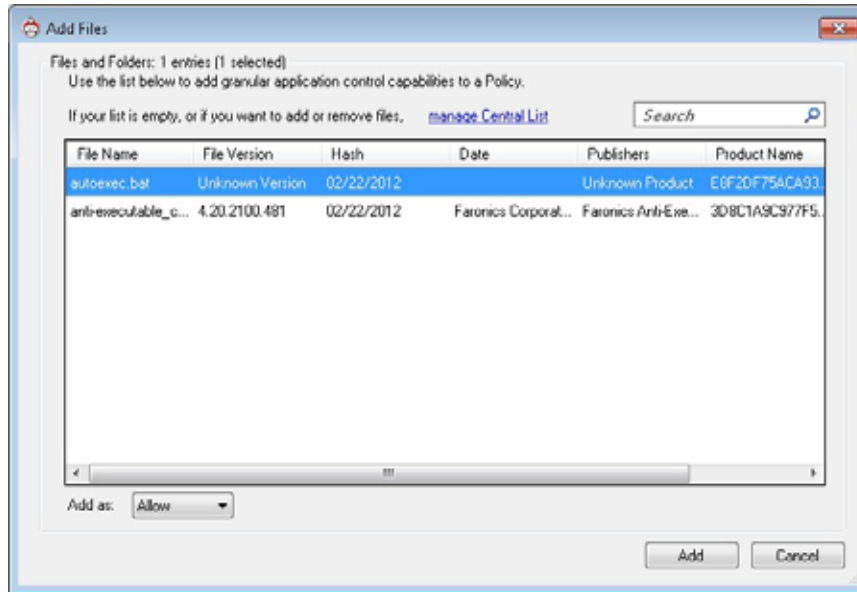 Add Files
Files and Folders: 1 entries (1 selected)
Use the list below to add granular application control capabilities to a Policy.
If your list is empty, or if you want to add or remove files, manage Central List Search
File Name File Version Hash Date Publishers Product Name
autoexec.bat Unknown Version 02/22/2012 Unknown Product E8F2DF75ACA93...
anti-executable_c... 4.20.2100.481 02/22/2012 Faronics Corporat... Faronics Anti-Exe... 3D8C1A9C977F5...
Add as: Allow
Add Cancel